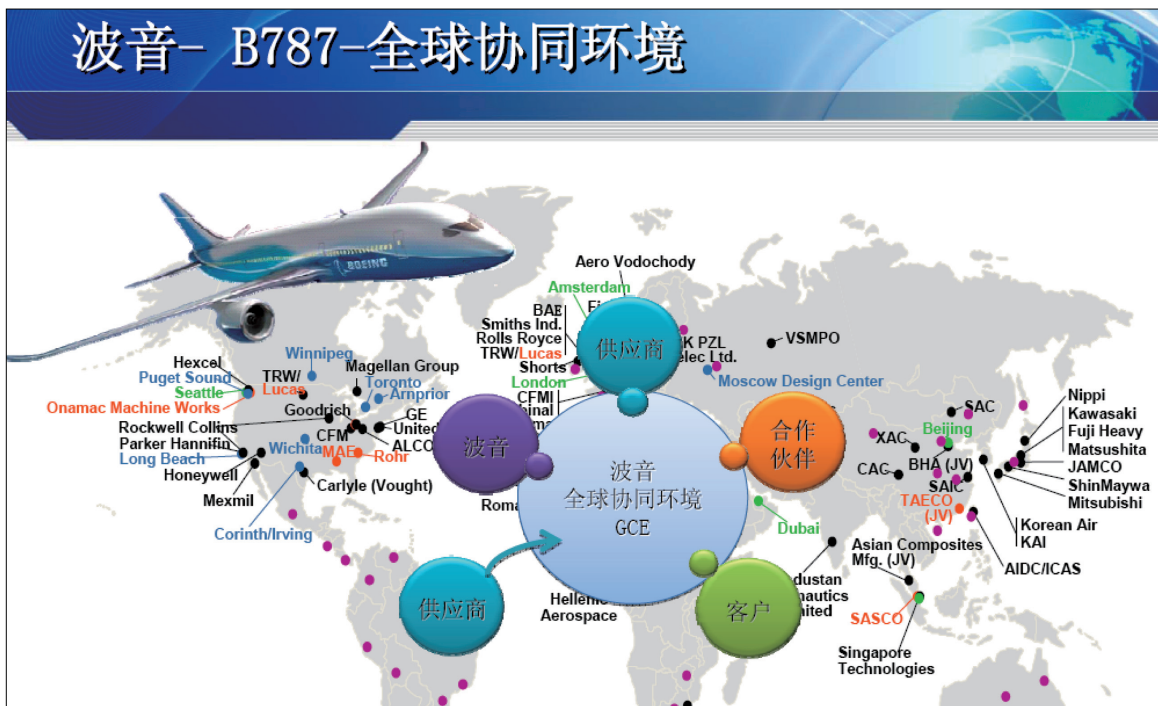 波音- B787-全球协同环境
BOEING
Aero Vodochody
Amsterdam
BAE
Smiths Ind.
Rolls Royce
TRW/Lucas
Shorts
London
CFMI
供应商
PZL
Ltd.
VSMPO
Moscow Design Center
Hexcel
Puget Sound
Seattle
Onamac Machine Works
Winnipeg
TRW/
Lucas
Magellan Group
Toronto
Arnprior
Goodrich
Rockwell Collins
Parker Hannifin
Long Beach
Honeywell
Mexmil
CFM
Wichita
MAE
Rohr
GE
United
ALCO
Carlyle (Vought)
Corinth/Irving
波音
合作
伙伴
波音
全球协同环境
GCE
供应商
客户
Roma
Hellenic
Aerospace
Dubai
SAC
Beijing
XAC
BHA (JV)
CAC
SAIC
TAECO
(JV)
Nippi
Kawasaki
Fuji Heavy
Matsushita
JAMCO
ShinMaywa
Mitsubishi
Korean Air
KAI
AIDC/ICAS
Asian Composites
Mfg. (JV)
SASCO
Singapore
Technologies